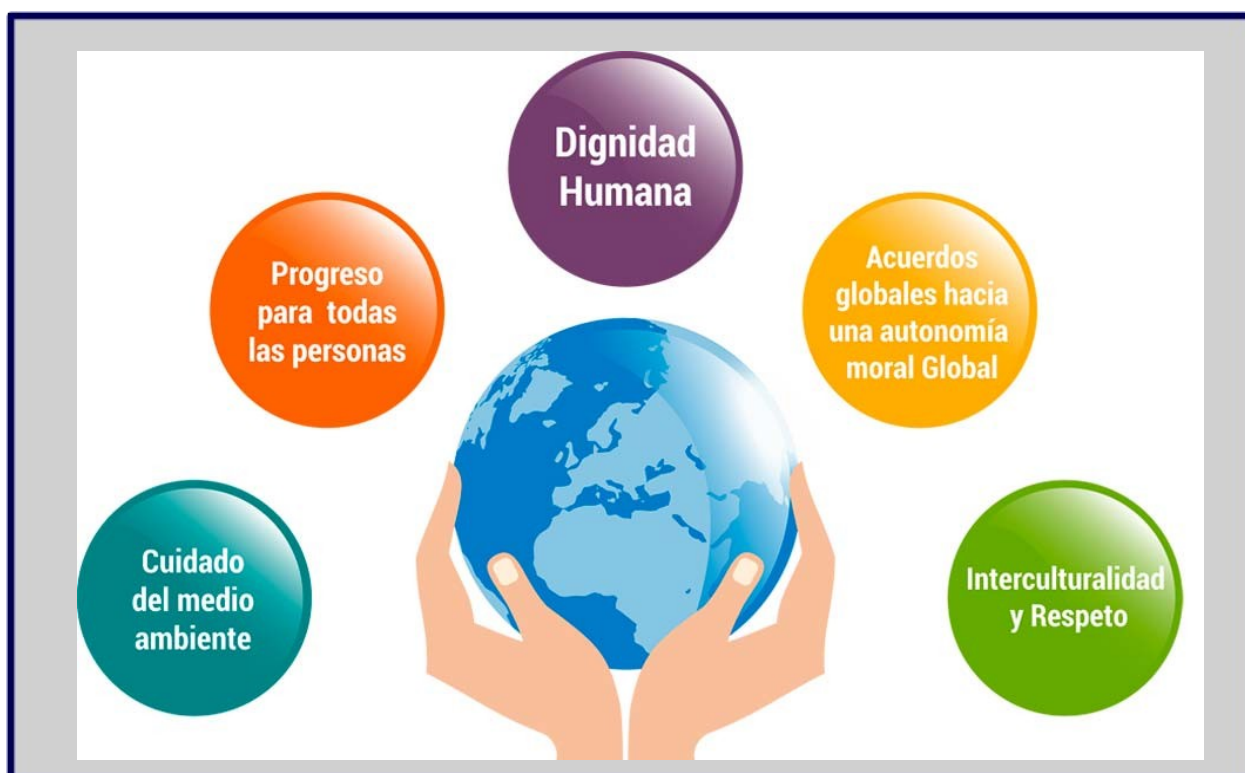 Dignidad
Humana
Progreso
para todas
las personas
Acuerdos
globales hacia
una autonomía
moral Global
Cuidado
del medio
ambiente
Interculturalidad
y Respeto